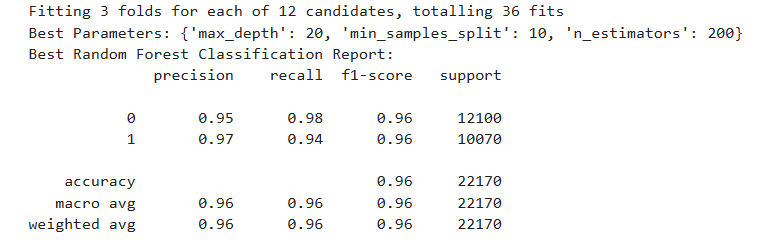 Fitting 3 folds for each of 12 candidates, totalling 36 fits
Best Parameters: {'max_depth': 20, 'min_samples_split': 10, 'n_estimators': 200}
Best Random Forest Classification Report:
precision recall f1-score support
0 0.95 0.98 0.96 12100
1 0.97 0.94 0.96 10070
accuracy 0.96 22170
macro avg 0.96 0.96 0.96 22170
weighted avg 0.96 0.96 0.96 22170